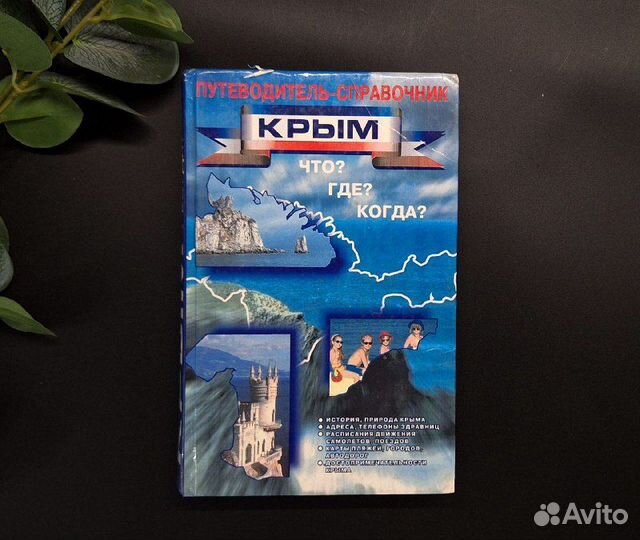 ПУТЕВОДИТЕЛЬ-СПРАВОЧНИК
КРЫМ
ЧТО?
ГДЕ?
КОГДА?
● ИСТОРИЯ, ПРИРОДА КРЫМА
● АДРЕСА, ТЕЛЕФОНЫ ЗДРАВНИЦ
● РАСПИСАНИЯ ДВИЖЕНИЯ
САМОЛЕТОВ, ПОЕЗДОВ
● КАРТЫ ПЛЯЖЕЙ, ГОРОДОВ,
АВТОДОРОГ
● ДОСТОПРИМЕЧАТЕЛЬНОСТИ
КРЫМА
Avito